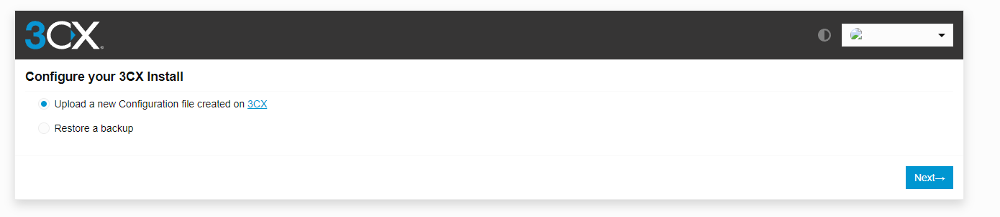 3CX®
Configure your 3CX Install
Upload a new Configuration file created on 3CX
Restore a backup
Next→